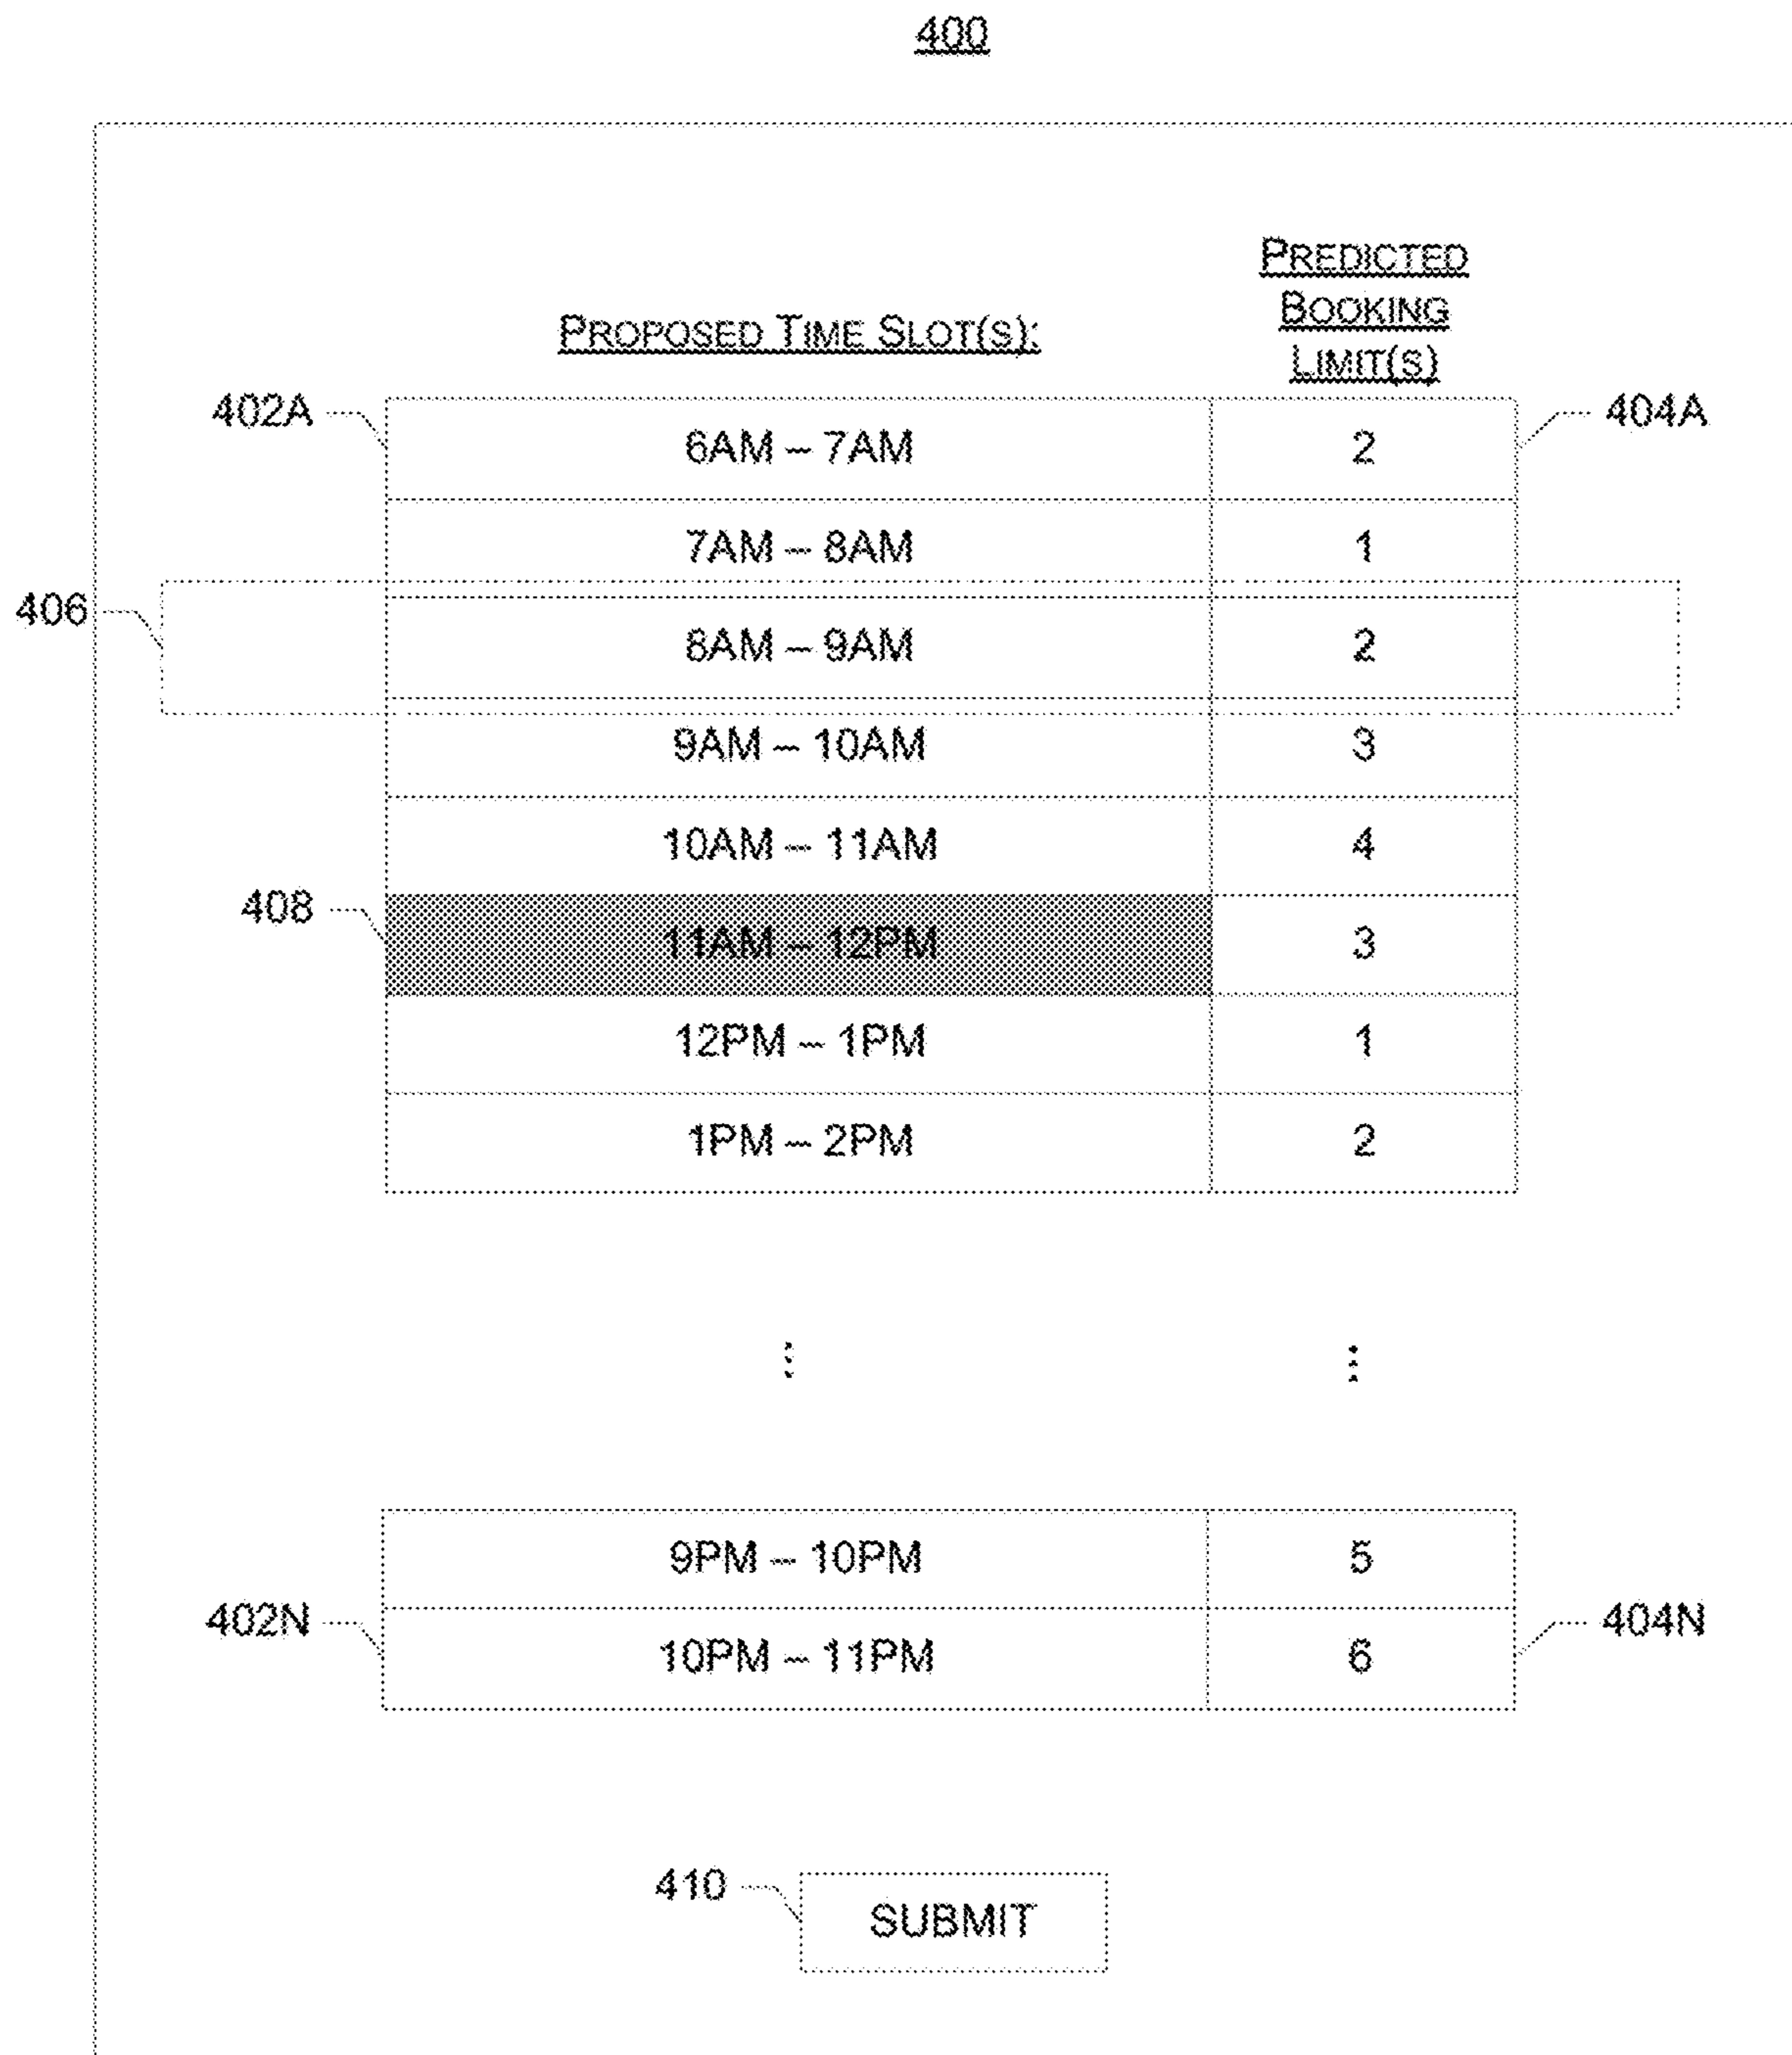 400
PREDICTED
BOOKING
LIMIT(S)
PROPOSED TIME SLOT(S):
402A
6AM – 7AM 2
404A
7AM – 8AM 1
406
8AM – 9AM 2
9AM – 10AM 3
10AM – 11AM 4
408
11AM – 12PM 3
12PM – 1PM 1
1PM – 2PM 2
⋮ ⋮
9PM – 10PM 5
402N
10PM – 11PM 6
404N
410
SUBMIT